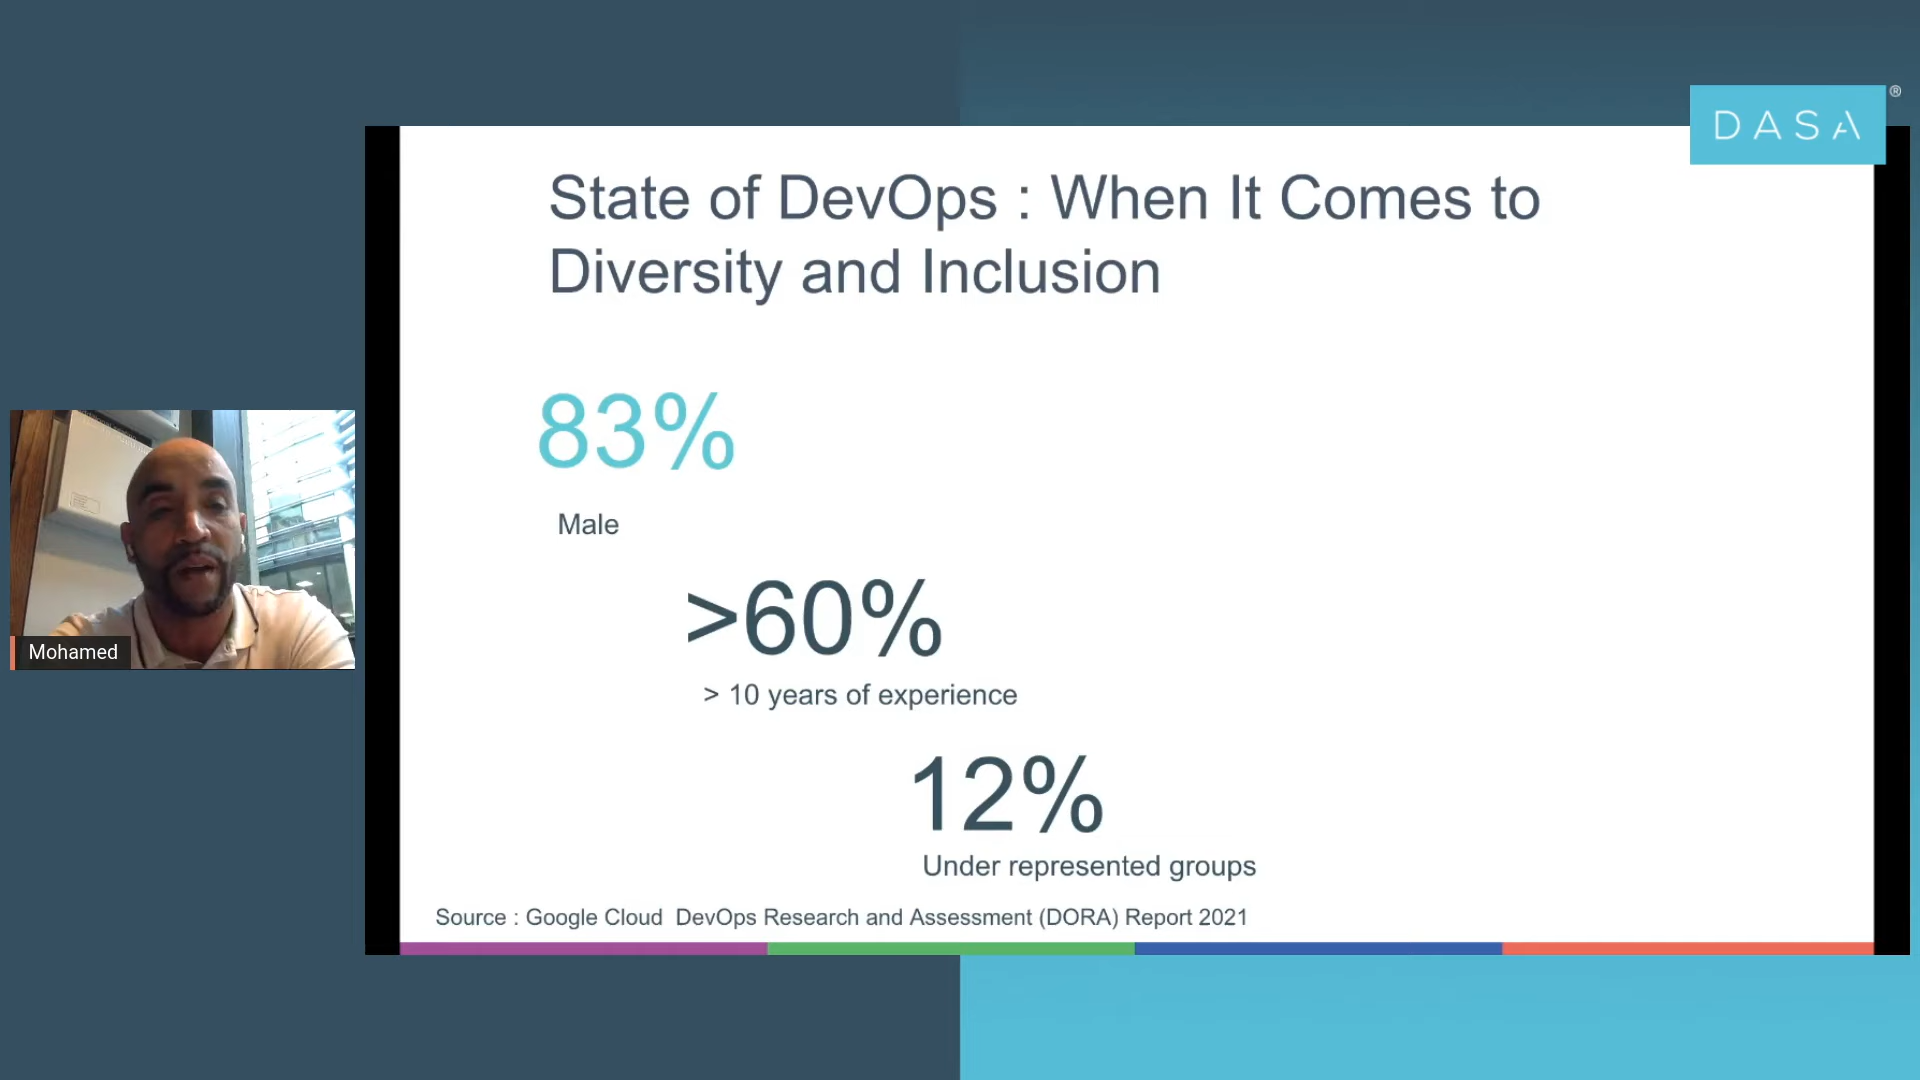 DASA ®
State of DevOps : When It Comes to
Diversity and Inclusion
83%
Male
>60%
> 10 years of experience
12%
Under represented groups
Source : Google Cloud DevOps Research and Assessment (DORA) Report 2021
Mohamed